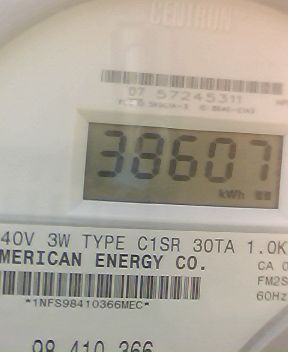 CENTRON
07 57245311
38607
kWh
40V 3W TYPE C1SR 30TA 1.0K
MERICAN ENERGY CO.
CA 0
FM2S
*1NFS98410366MEC*
60Hz
98 410 366